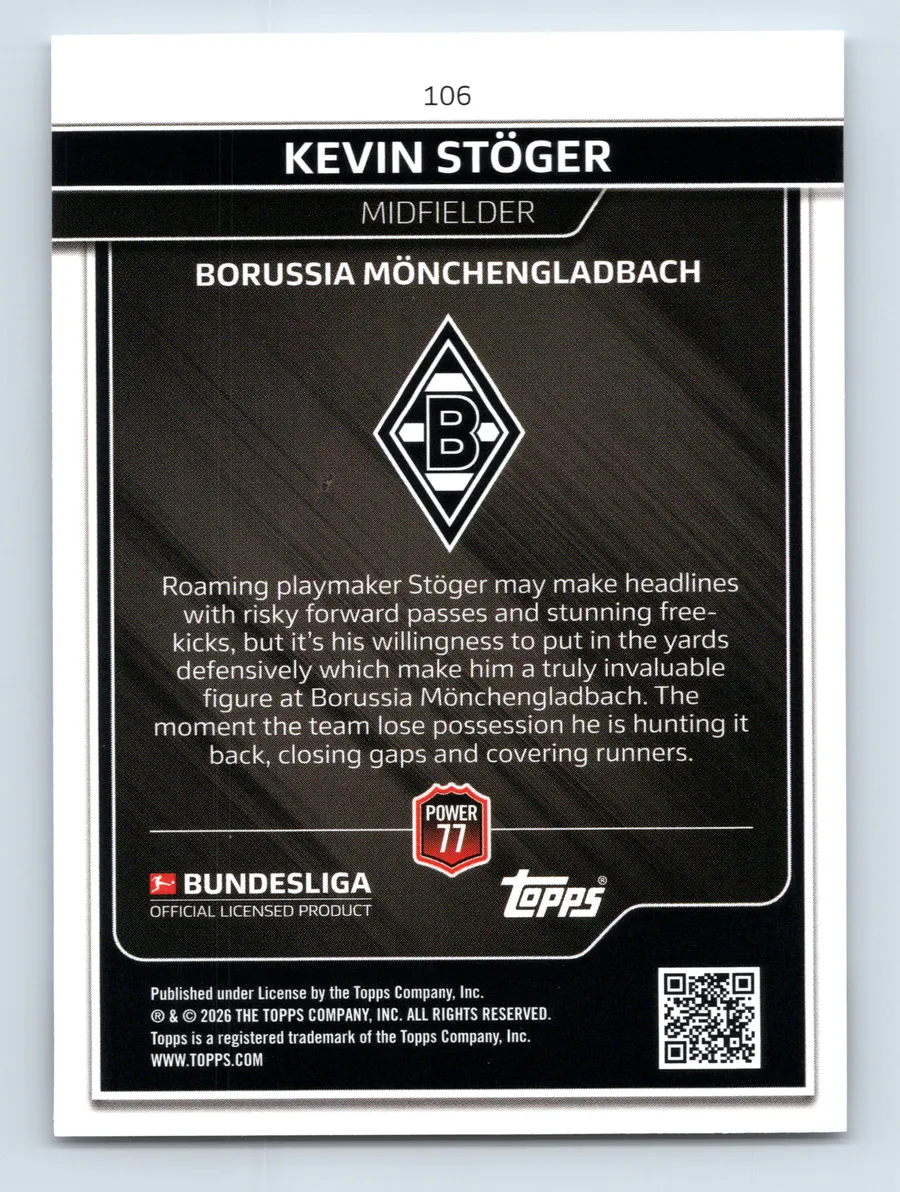 106
KEVIN STÖGER
MIDFIELDER
BORUSSIA MÖNCHENGLADBACH
B
Roaming playmaker Stöger may make headlines
with risky forward passes and stunning free-
kicks, but it's his willingness to put in the yards
defensively which make him a truly invaluable
figure at Borussia Mönchengladbach. The
moment the team lose possession he is hunting it
back, closing gaps and covering runners.
POWER
77
BUNDESLIGA
OFFICIAL LICENSED PRODUCT
topps®
Published under License by the Topps Company, Inc.
® & © 2026 THE TOPPS COMPANY, INC. ALL RIGHTS RESERVED.
Topps is a registered trademark of the Topps Company, Inc.
WWW.TOPPS.COM